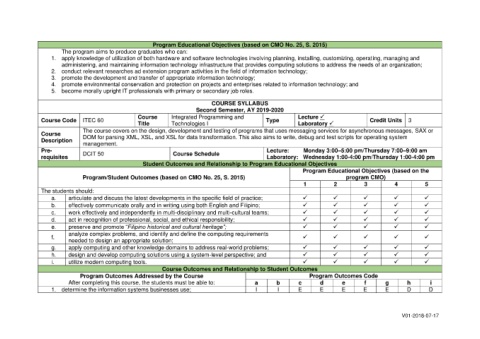 Program Educational Objectives (based on CMO No. 25, S. 2015)
The program aims to produce graduates who can:
1. apply knowledge of utilization of both hardware and software technologies involving planning, installing, customizing, operating, managing and
administering, and maintaining information technology infrastructure that provides computing solutions to address the needs of an organization;
2. conduct relevant researches ad extension program activities in the field of information technology;
3. promote the development and transfer of appropriate information technology;
4. promote environmental conservation and protection on projects and enterprises related to information technology; and
5. become morally upright IT professionals with primary or secondary job roles.
COURSE SYLLABUS
Second Semester, AY 2019-2020
Course Code ITEC 60 Course Title Integrated Programming and Technologies I Type Lecture ✓ Laboratory ✓ Credit Units 3
Course Description The course covers on the design, development and testing of programs that uses messaging services for asynchronous messages, SAX or
DOM for parsing XML, XSL, and XSL for data transformation. This also aims to write, debug and test scripts for operating system
management.
Pre-requisites DCIT 50 Course Schedule Lecture: Monday 3:00–5:00 pm/Thursday 7:00–9:00 am
Laboratory: Wednesday 1:00-4:00 pm/Thursday 1:00-4:00 pm
Student Outcomes and Relationship to Program Educational Objectives
Program/Student Outcomes (based on CMO No.25, S. 2015) Program Educational Objectives (based on the program CMO)
1 2 3 4 5
The students should:
a. articulate and discuss the latest developments in the specific field of practice; ✓ ✓ ✓ ✓ ✓
b. effectively communicate orally and in writing using both English and Filipino; ✓ ✓ ✓ ✓ ✓
c. work effectively and independently in multi-disciplinary and multi-cultural teams; ✓ ✓ ✓ ✓ ✓
d. act in recognition of professional, social, and ethical responsibility; ✓ ✓ ✓ ✓ ✓
e. preserve and promote "Filipino historical and cultural heritage"; ✓ ✓ ✓ ✓ ✓
f. analyze complex problems, and identify and define the computing requirements
needed to design an appropriate solution; ✓ ✓ ✓ ✓ ✓
g. apply computing and other knowledge domains to address real-world problems; ✓ ✓ ✓ ✓ ✓
h. design and develop computing solutions using a system-level perspective; and ✓ ✓ ✓ ✓ ✓
i. utilize modern computing tools. ✓ ✓ ✓ ✓ ✓
Course Outcomes and Relationship to Student Outcomes
Program Outcomes Addressed by the Course Program Outcomes Code
After completing this course, the students must be able to: a b c d e f g h i
1. determine the information systems businesses use; I I E E E E E D D
V01-2018-07-17